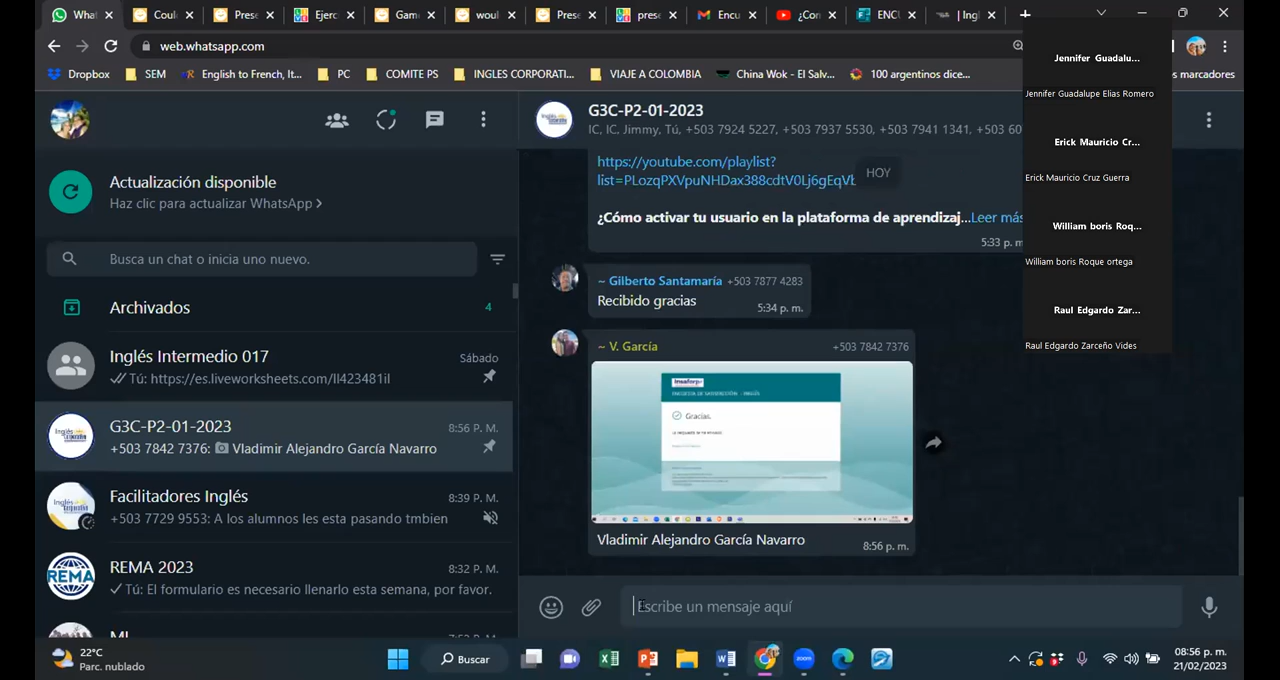 What
Coul
Prese
Ejerc
Gam
woul
Prese
prese
Encu
¿Con
ENCU
| Ingl
web.whatsapp.com
Dropbox
SEM
English to French, It...
PC
COMITE PS
INGLES CORPORATI...
VIAJE A COLOMBIA
China Wok - El Salv...
100 argentinos dice...
s marcadores
Jennifer Guadalu...
Jennifer Guadalupe Elias Romero
Erick Mauricio Cr...
Erick Mauricio Cruz Guerra
William boris Roq...
William boris Roque ortega
Raul Edgardo Zar...
Raul Edgardo Zarceño Vides
Actualización disponible
Haz clic para actualizar WhatsApp >
Busca un chat o inicia uno nuevo.
Archivados
4
Inglés Intermedio 017
Sábado
Tú: https://es.liveworksheets.com/ll423481il
G3C-P2-01-2023
8:56 P. M.
+503 7842 7376: Vladimir Alejandro García Navarro
Facilitadores Inglés
8:39 P. M.
+503 7729 9553: A los alumnos les esta pasando tmbien
REMA
REMA 2023
8:32 P. M.
Tú: El formulario es necesario llenarlo esta semana, por favor.
G3C-P2-01-2023
IC, IC. Jimmy, Tú, +503 7924 5227, +503 7937 5530, +503 7941 1341, +503 60
https://youtube.com/playlist?
list=PLozqPXVpuNHDax388cdtV0Lj6gEqVb
HOY
¿Cómo activar tu usuario en la plataforma de aprendizaj...Leer más
5:33 p. m
~ Gilberto Santamaría +503 7877 4283
Recibido gracias
5:34 p. m.
~ V. García
+503 7842 7376
insaforp
ENCUESTA DE SATISFACCIÓN - INGLÉS
Gracias.
Vladimir Alejandro García Navarro
8:56 p. m.
Escribe un mensaje aquí
22°C
Parc. nublado
Buscar
zoom
08:56 p. m.
21/02/2023